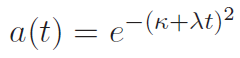 a(t) = e^{-(κ+λt)^2}